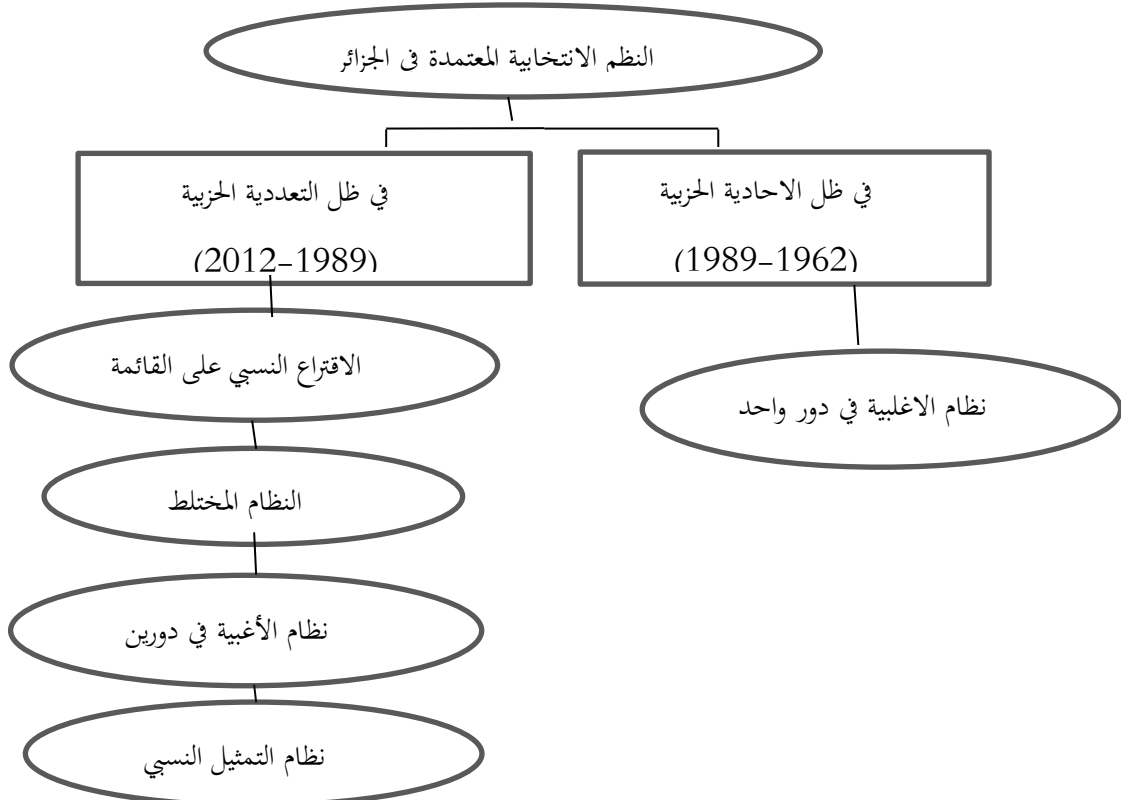 النظم الانتخابية المعتمدة فى الجزائر
في ظل الاحادية الحزبية
(1962-1989)
في ظل التعددية الحزبية
(1989-2012)
نظام الاغلبية في دور واحد
الاقتراع النسبي على القائمة
النظام المختلط
نظام الأغبية في دورين
نظام التمثيل النسبي